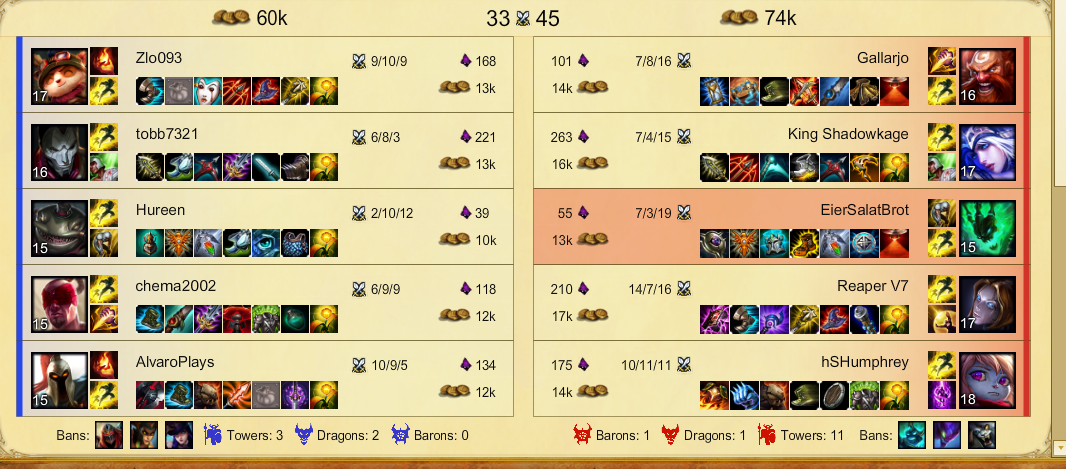 60k 33 45 74k
17 Zlo093 9/10/9 168 13k
101 14k 7/8/16 Gallarjo 16
16 tobb7321 6/8/3 221 13k
263 16k 7/4/15 King Shadowkage 17
15 Hureen 2/10/12 39 10k
55 13k 7/3/19 EierSalatBrot 15
15 chema2002 6/9/9 118 12k
210 17k 14/7/16 Reaper V7 17
15 AlvaroPlays 10/9/5 134 12k
175 14k 10/11/11 hSHumphrey 18
Bans: Towers: 3 Dragons: 2 Barons: 0 Barons: 1 Dragons: 1 Towers: 11 Bans: